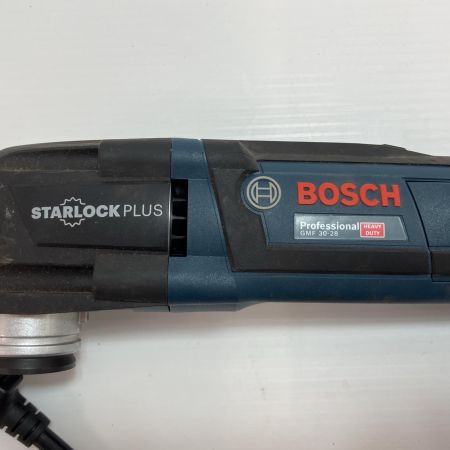 STARLOCK PLUS
BOSCH
Professional HEAVY DUTY
GMF 30-28